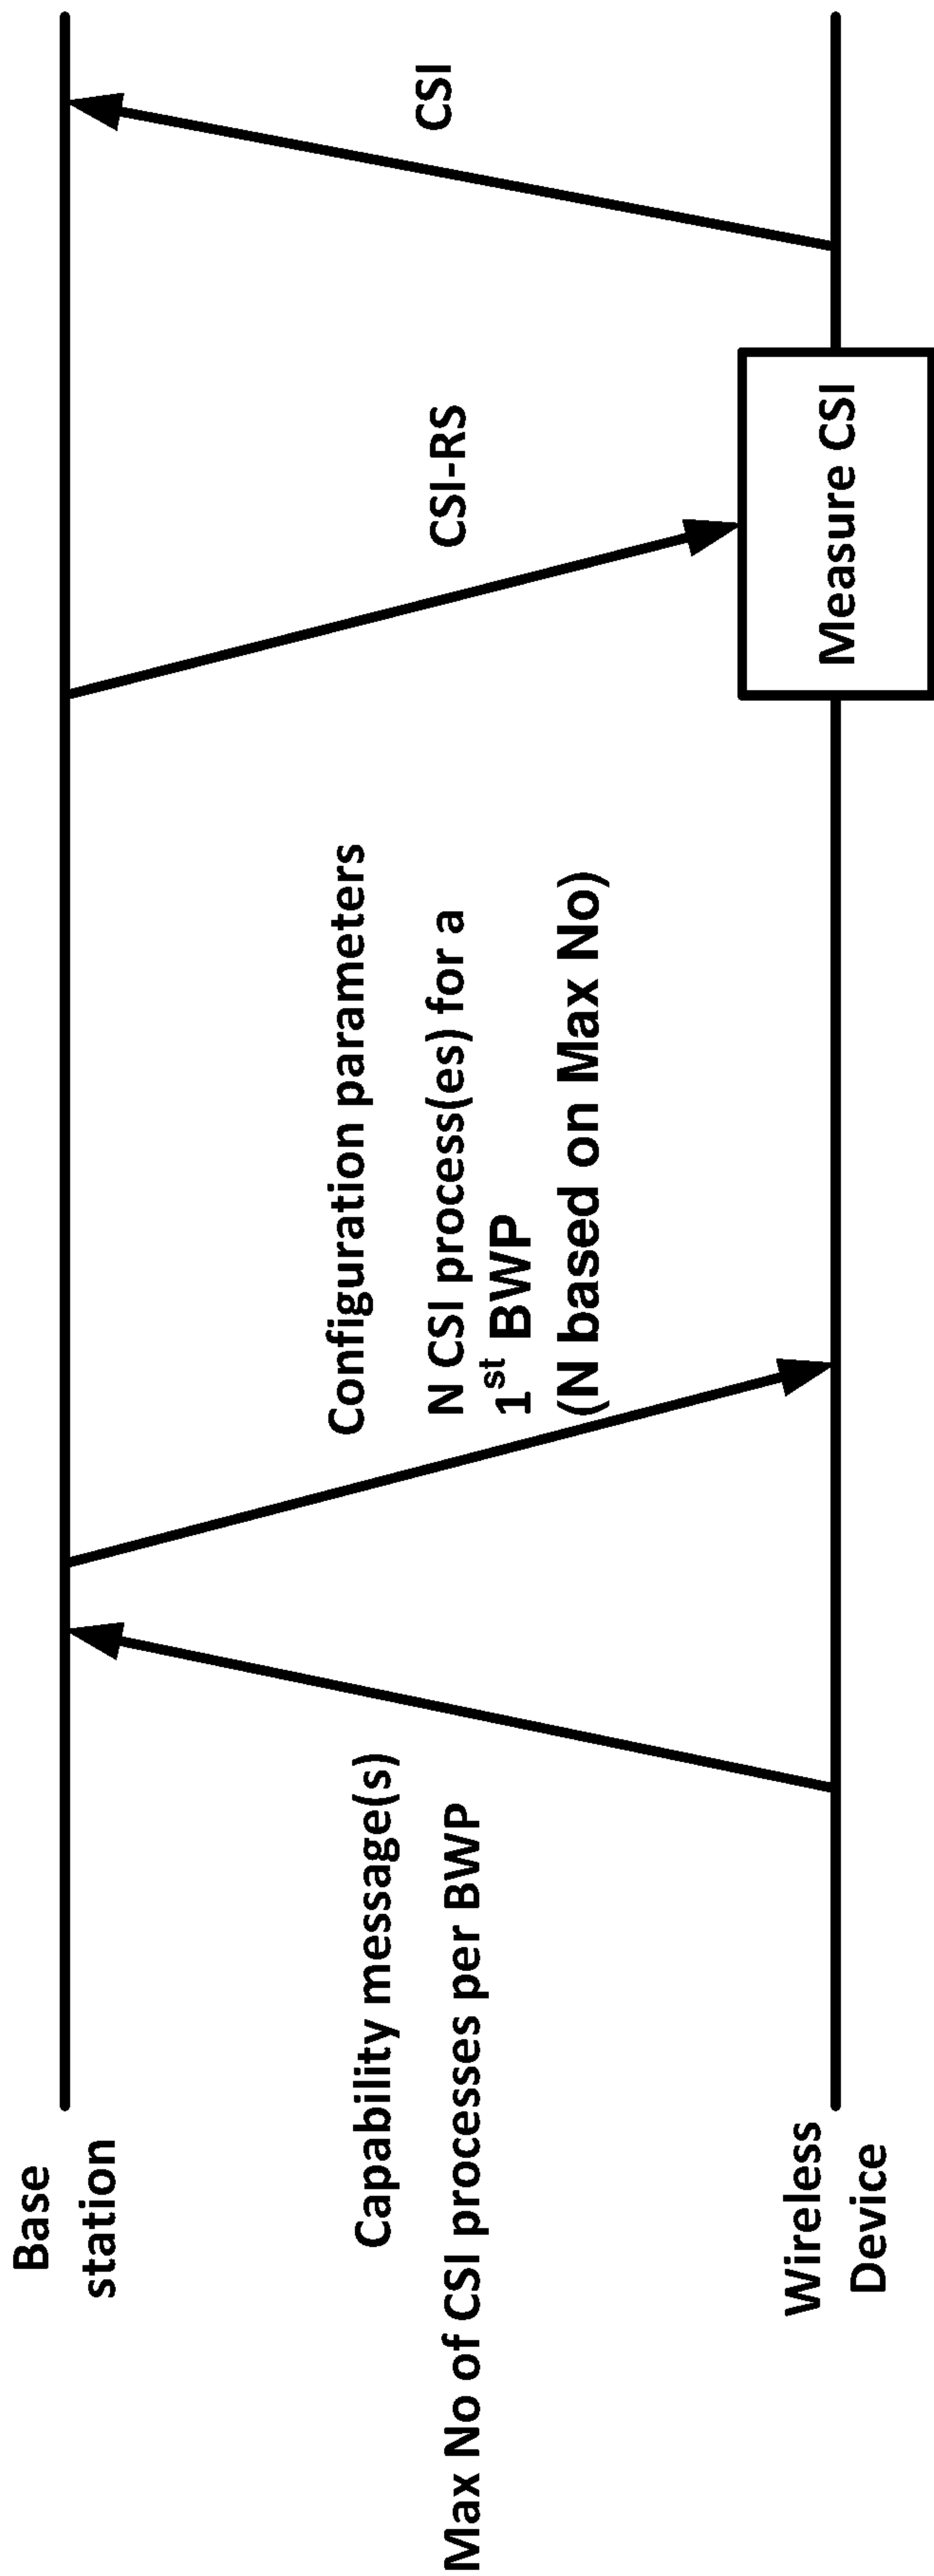 Base
station
Capability message(s)
Max No of CSI processes per BWP
Configuration parameters
N CSI process(es) for a
1st BWP
(N based on Max No)
CSI-RS
CSI
Measure CSI
Wireless
Device